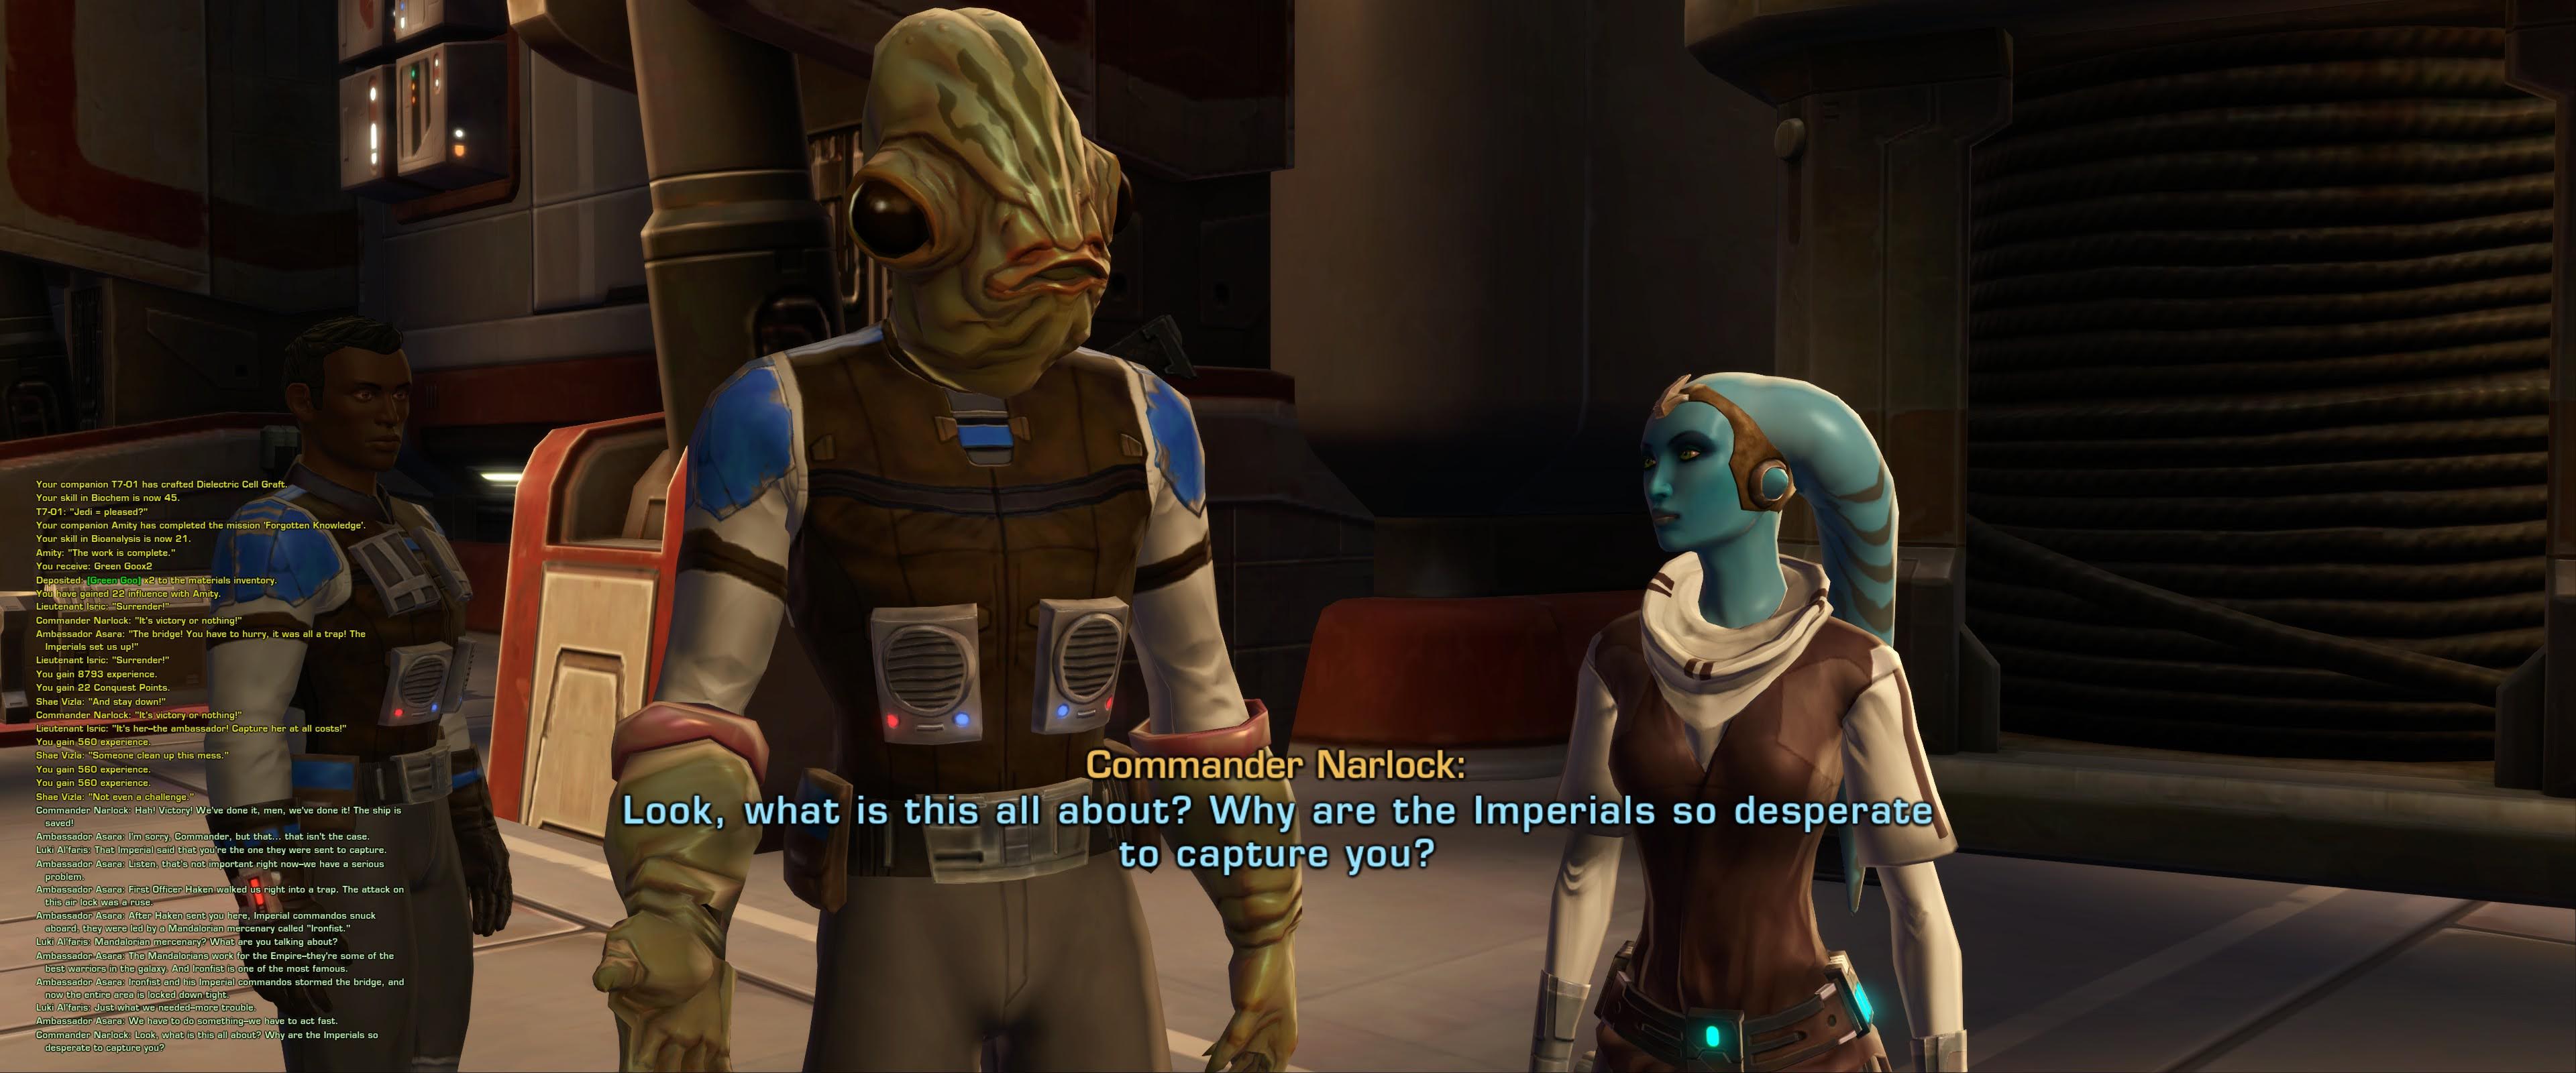 Your companion T7-01 has crafted Dielectric Cell Graft.
Your skill in Biochem is now 45.
T7-01: "Jedi = pleased?"
Your companion Amity has completed the mission 'Forgotten Knowledge'.
Your skill in Bioanalysis is now 21.
Amity: "The work is complete."
You receive: Green Goox2
Deposited: [Green Goo] x2 to the materials inventory.
You have gained 22 influence with Amity.
Lieutenant Isric: "Surrender!"
Commander Narlock: "It's victory or nothing!"
Ambassador Asara: "The bridge! You have to hurry, it was all a trap! The
Imperials set us up!"
Lieutenant Isric: "Surrender!"
You gain 8793 experience.
You gain 22 Conquest Points.
Shae Vizla: "And stay down!"
Commander Narlock: "It's victory or nothing!"
Lieutenant Isric: "It's her—the ambassador! Capture her at all costs!"
You gain 560 experience.
Shae Vizla: "Someone clean up this mess."
You gain 560 experience.
You gain 560 experience.
Shae Vizla: "Not even a challenge."
Commander Narlock: Hah! Victory! We've done it, men, we've done it! The ship is
saved!
Ambassador Asara: I'm sorry, Commander, but that... that isn't the case.
Luki Al'faris: That Imperial said that you're the one they were sent to capture.
Ambassador Asara: Listen, that's not important right now—we have a serious
problem.
Ambassador Asara: First Officer Haken walked us right into a trap. The attack on
this air lock was a ruse.
Ambassador Asara: After Haken sent you here, Imperial commandos snuck
aboard, they were led by a Mandalorian mercenary called "Ironfist."
Luki Al'faris: Mandalorian mercenary? What are you talking about?
Ambassador Asara: The Mandalorians work for the Empire—they're some of the
best warriors in the galaxy. And Ironfist is one of the most famous.
Ambassador Asara: Ironfist and his Imperial commandos stormed the bridge, and
now the entire area is locked down tight.
Luki Al'faris: Just what we needed—more trouble.
Ambassador Asara: We have to do something—we have to act fast.
Commander Narlock: Look, what is this all about? Why are the Imperials so
desperate to capture you?
Commander Narlock:
Look, what is this all about? Why are the Imperials so desperate
to capture you?